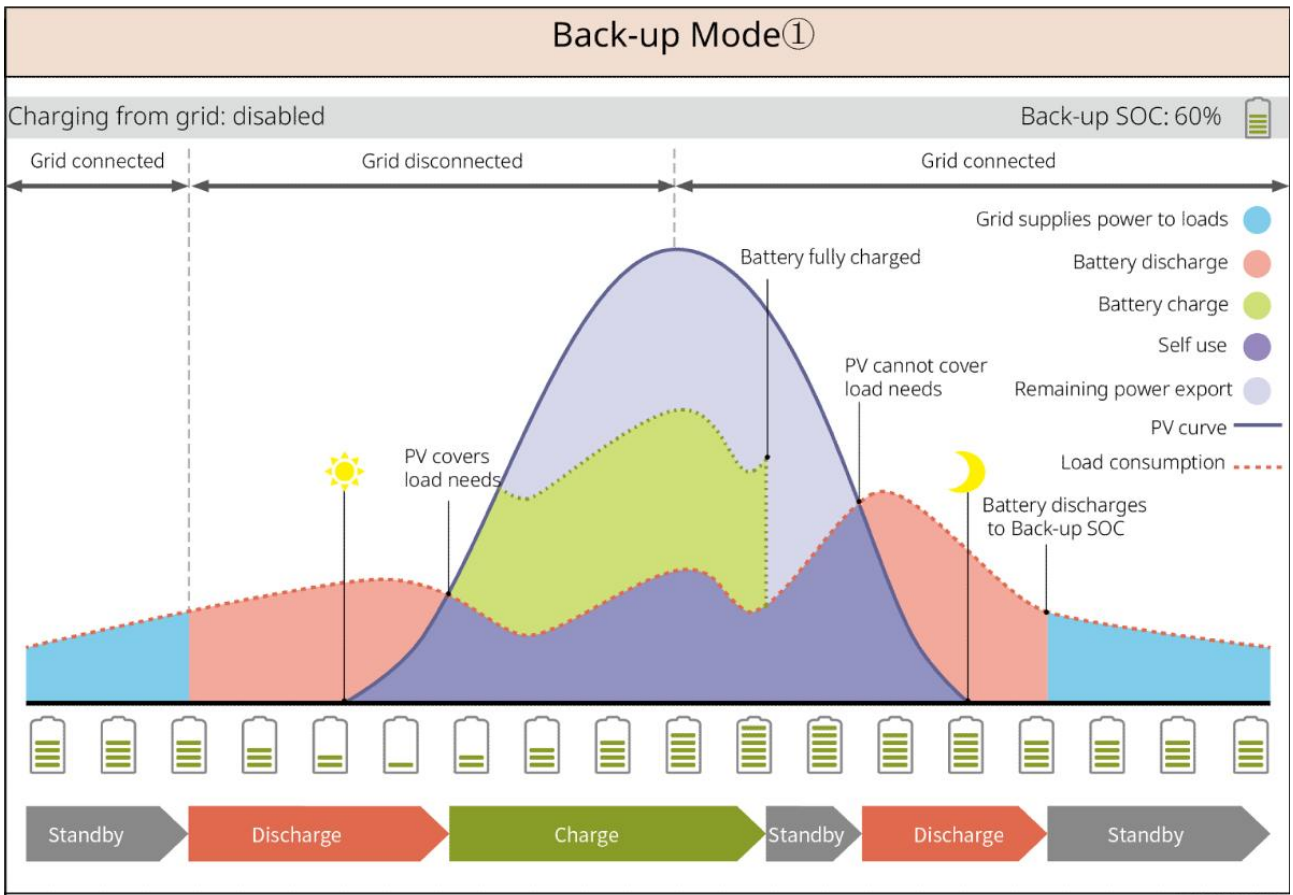 Back-up Mode①
Charging from grid: disabled
Back-up SOC: 60%
Grid connected
Grid disconnected
Grid connected
Grid supplies power to loads
Battery discharge
Battery charge
Self use
Remaining power export
PV curve
Load consumption
Battery fully charged
PV cannot cover
load needs
PV covers
load needs
Battery discharges
to Back-up SOC
Standby
Discharge
Charge
Standby
Discharge
Standby